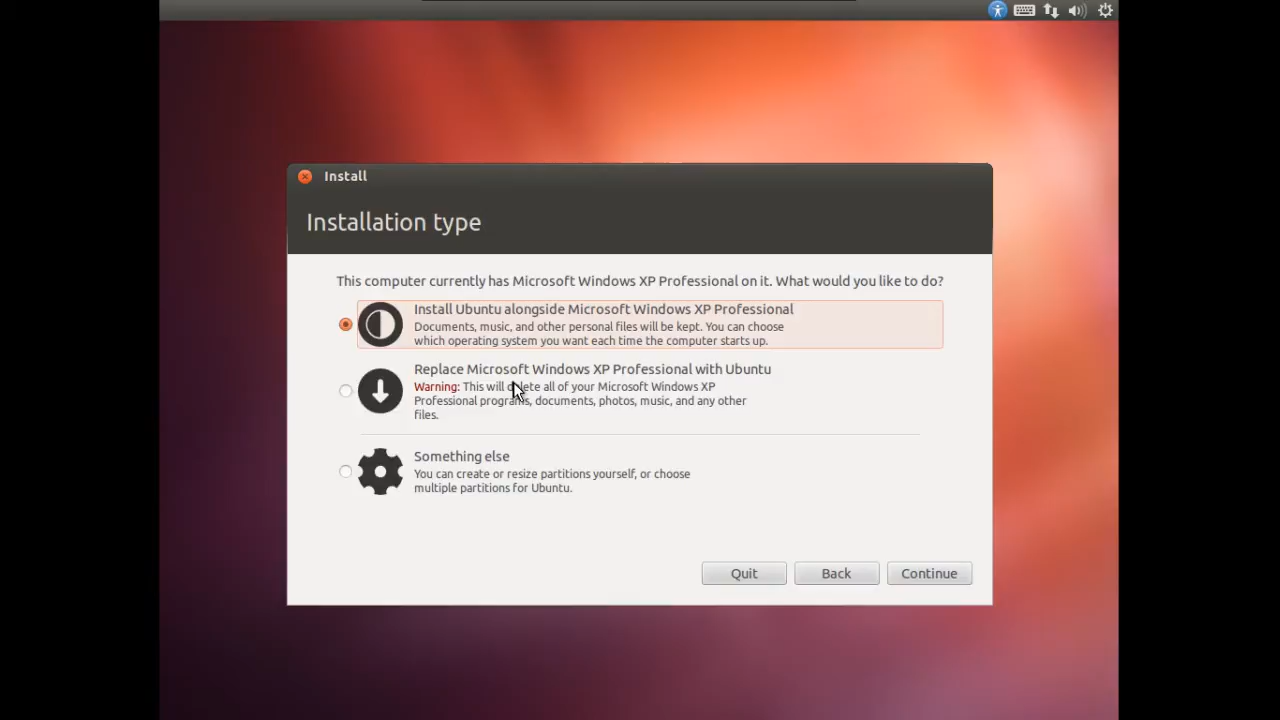 Install
Installation type
This computer currently has Microsoft Windows XP Professional on it. What would you like to do?
Install Ubuntu alongside Microsoft Windows XP Professional
Documents, music, and other personal files will be kept. You can choose
which operating system you want each time the computer starts up.
Replace Microsoft Windows XP Professional with Ubuntu
Warning: This will delete all of your Microsoft Windows XP
Professional programs, documents, photos, music, and any other
files.
Something else
You can create or resize partitions yourself, or choose
multiple partitions for Ubuntu.
Quit
Back
Continue